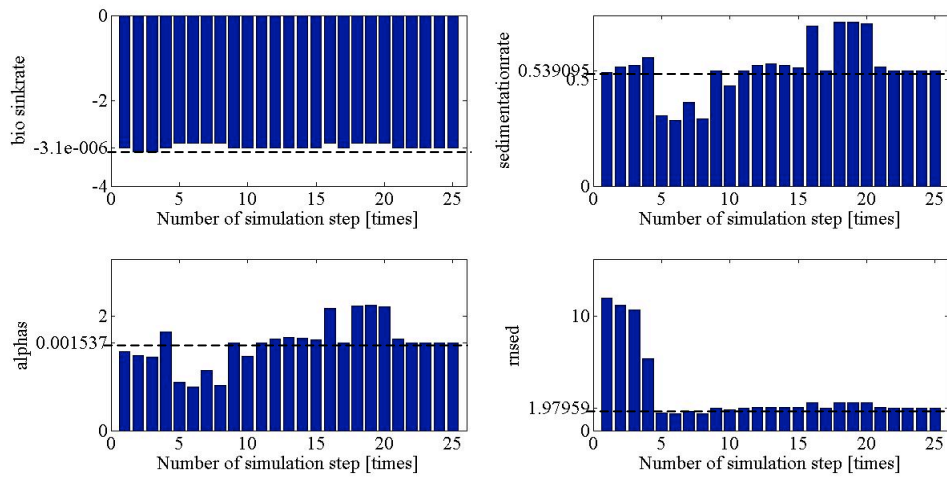 0
-2
-3.1e-006
-4
bio sinkrate
0 5 10 15 20 25
Number of simulation step [times]
0.539095
0.5
0
sedimentationrate
0 5 10 15 20 25
Number of simulation step [times]
2
0.001537
0
alphas
0 5 10 15 20 25
Number of simulation step [times]
10
1.97959
0
rnsed
0 5 10 15 20 25
Number of simulation step [times]